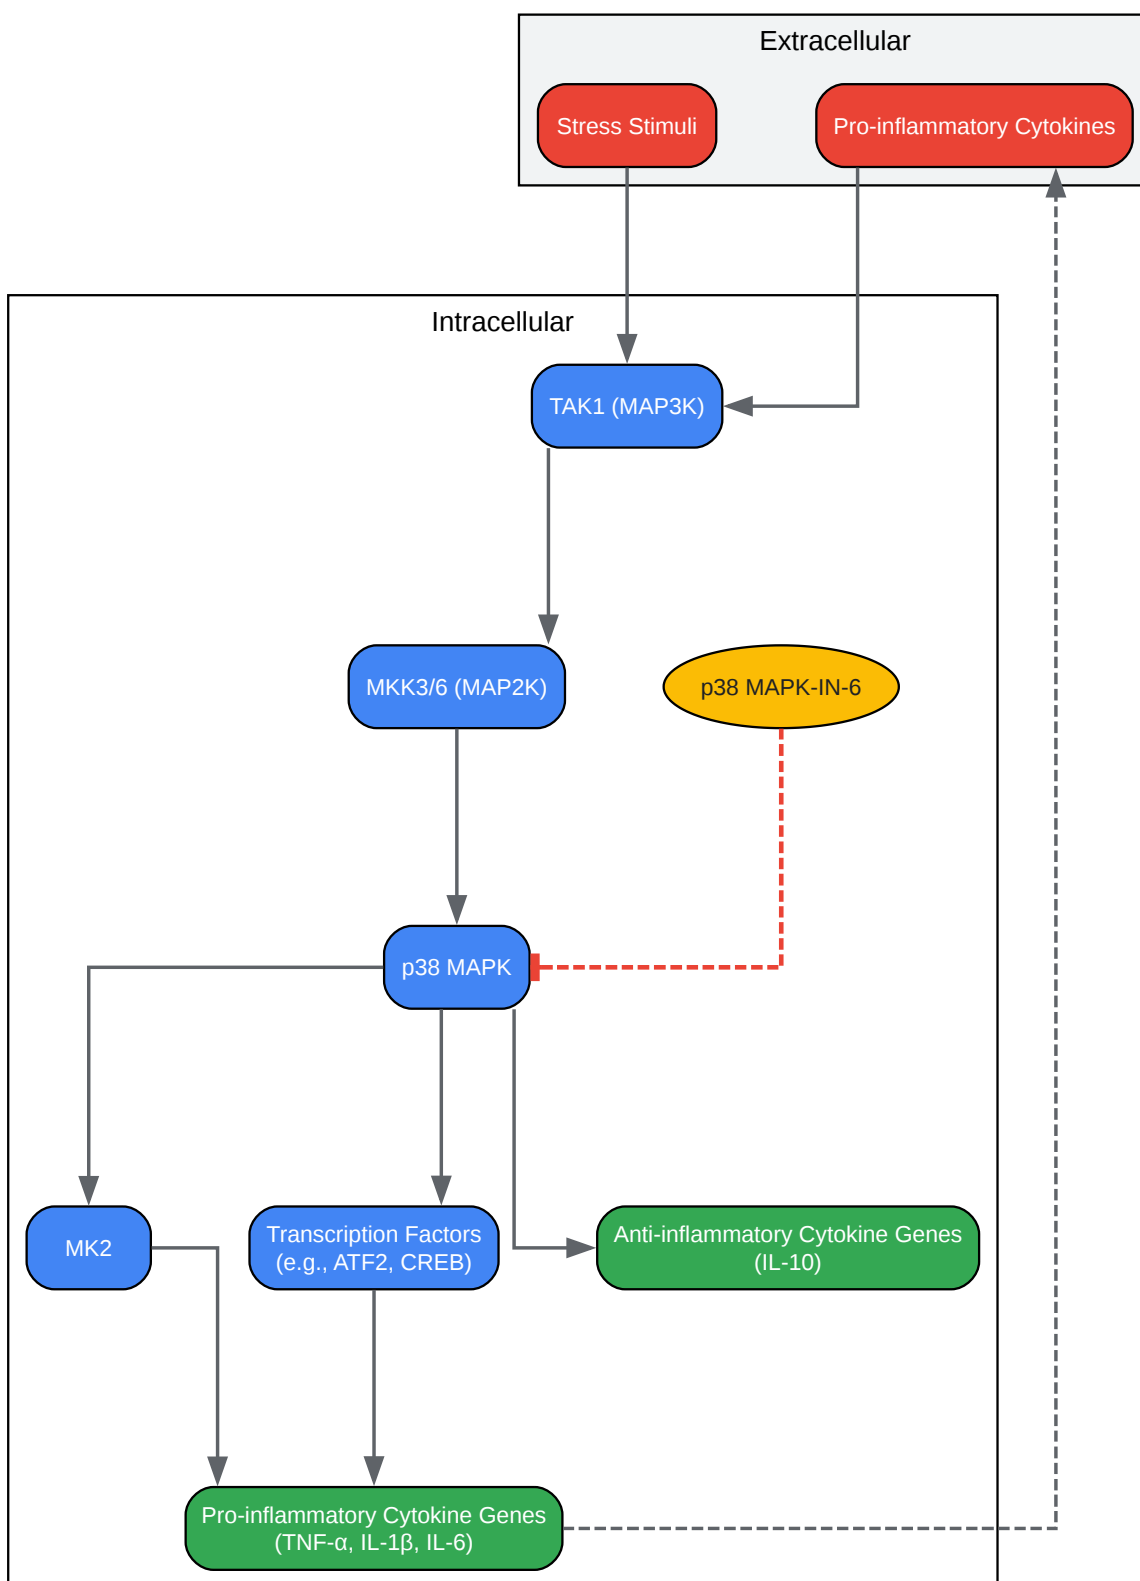 Extracellular
Stress Stimuli
Pro-inflammatory Cytokines
Intracellular
TAK1 (MAP3K)
MKK3/6 (MAP2K)
p38 MAPK-IN-6
p38 MAPK
MK2
Transcription Factors
(e.g., ATF2, CREB)
Anti-inflammatory Cytokine Genes
(IL-10)
Pro-inflammatory Cytokine Genes
(TNF-α, IL-1β, IL-6)